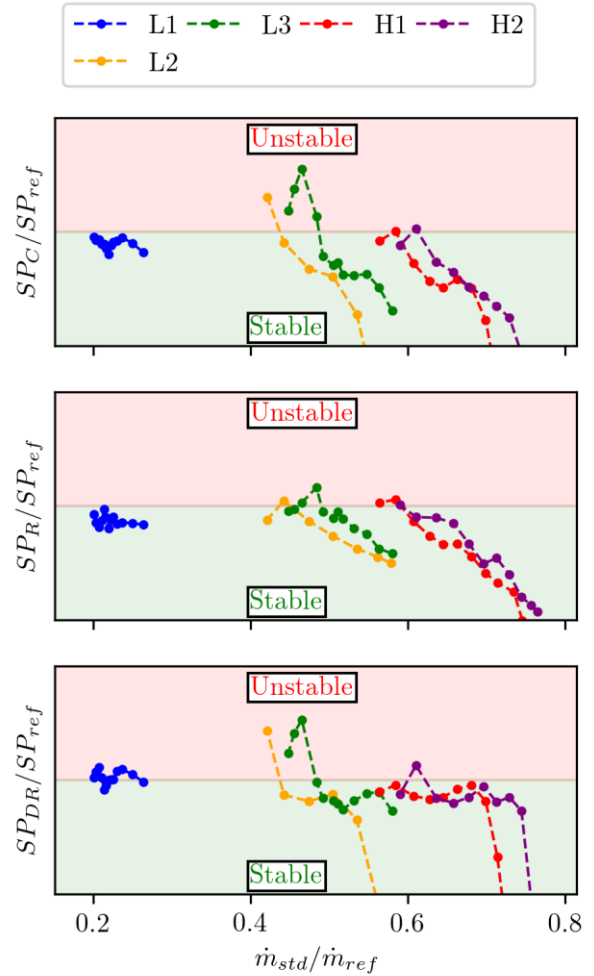 L1 L3 H1 H2
L2
Unstable
SP_C/SP_ref
Stable
Unstable
SP_R/SP_ref
Stable
Unstable
SP_DR/SP_ref
Stable
0.2 0.4 0.6 0.8
ṁ_std/ṁ_ref